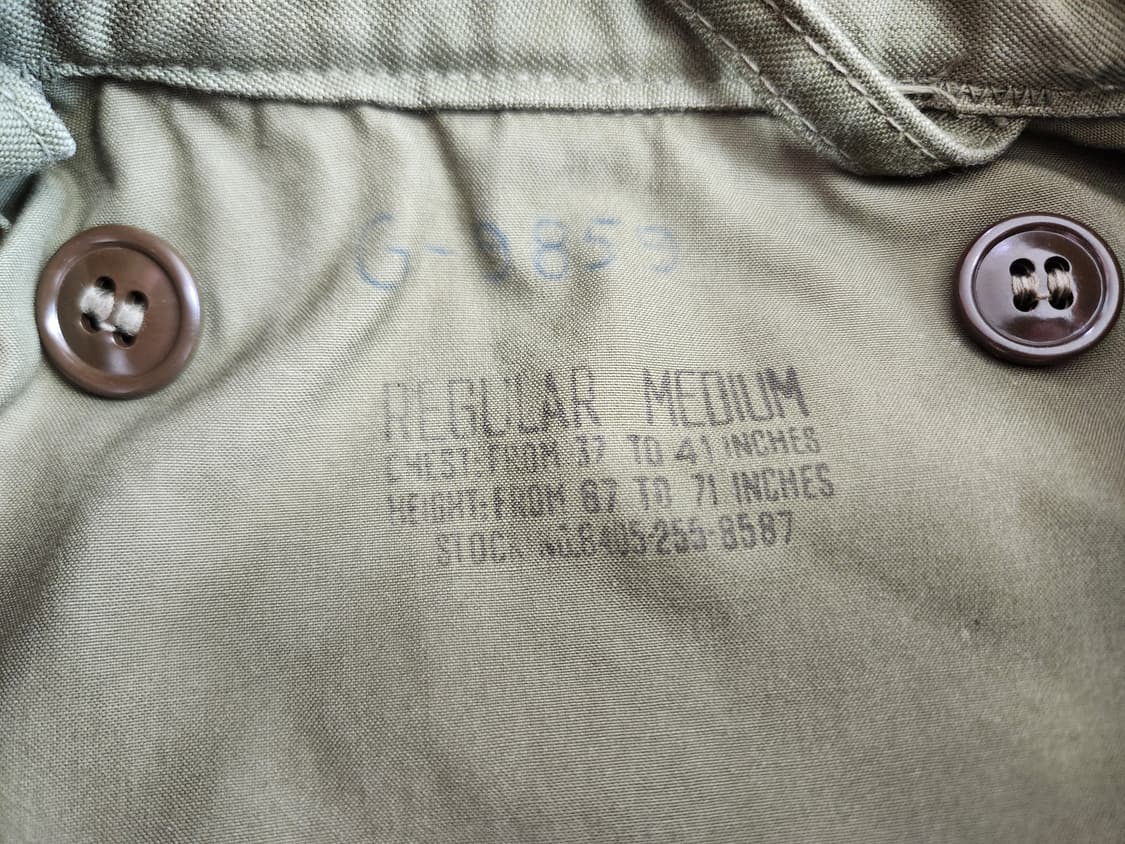 G-9859
REGULAR MEDIUM
CHEST: FROM 37 TO 41 INCHES
HEIGHT: FROM 67 TO 71 INCHES
STOCK NO. 8405-255-8587